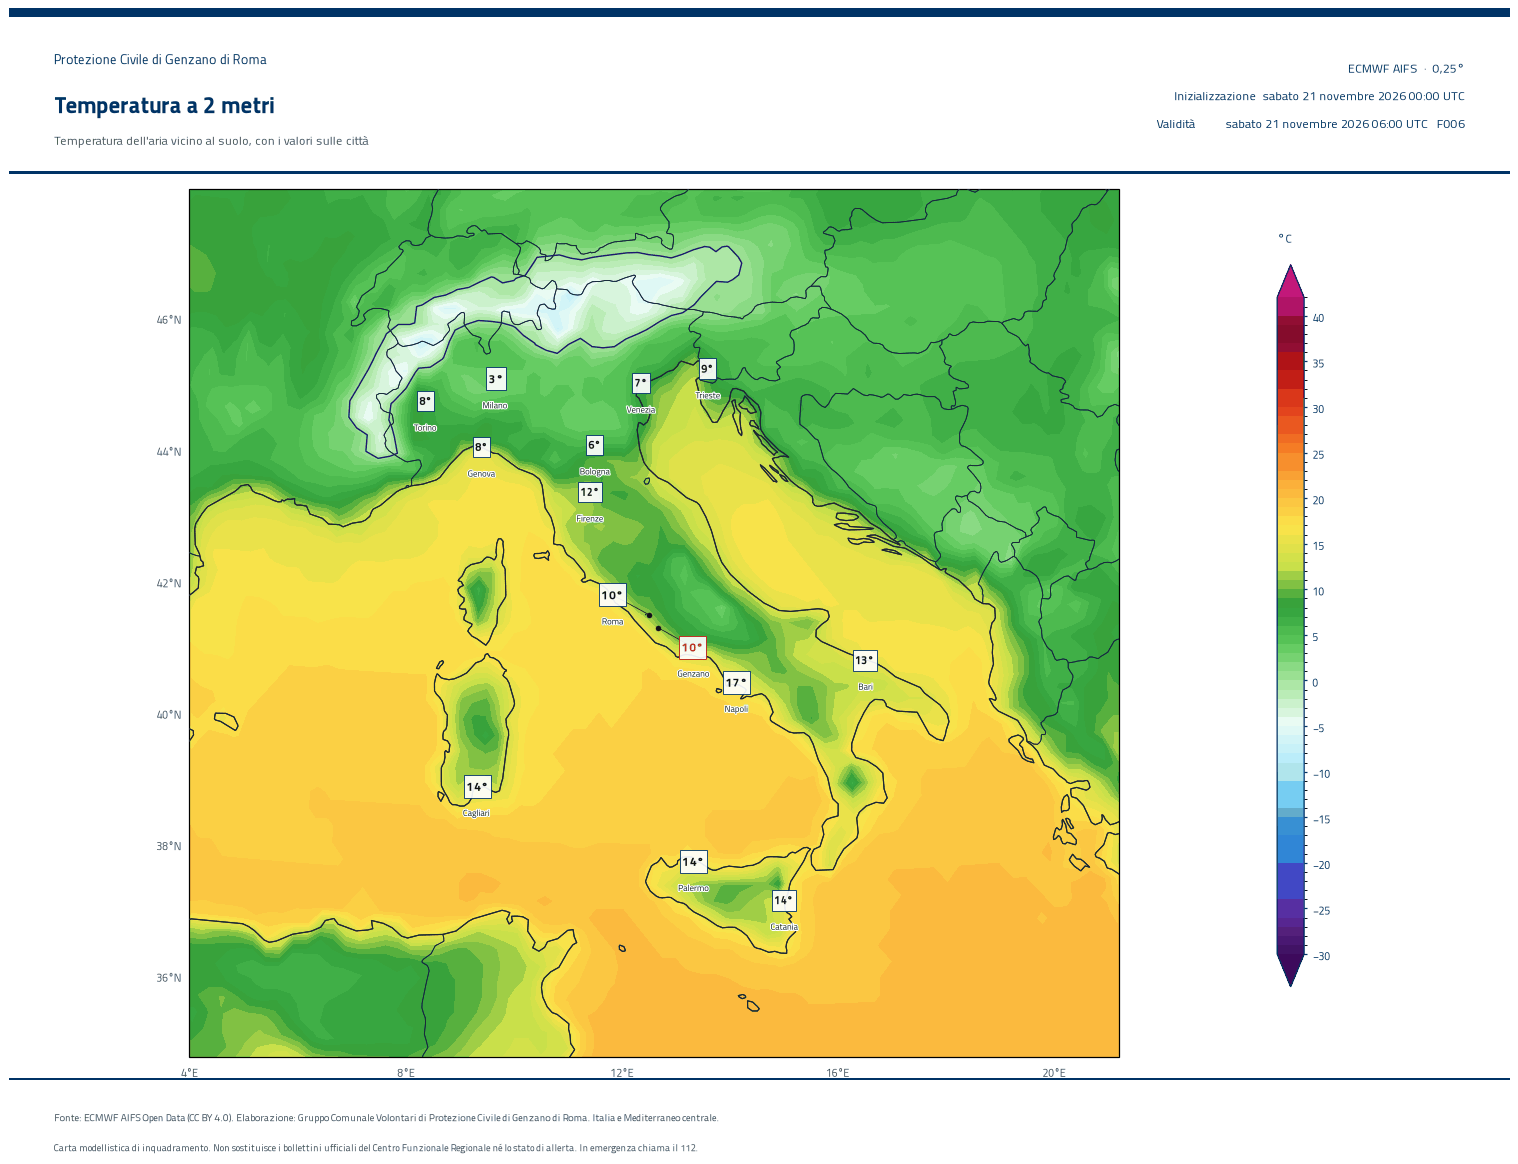 Protezione Civile di Genzano di Roma
Temperatura a 2 metri
Temperatura dell'aria vicino al suolo, con i valori sulle città
ECMWF AIFS · 0,25°
Inizializzazione sabato 21 novembre 2026 00:00 UTC
Validità sabato 21 novembre 2026 06:00 UTC F006
°C
46°N
44°N
42°N
40°N
38°N
36°N
4°E
8°E
12°E
16°E
20°E
9°
Trieste
3°
Milano
7°
Venezia
8°
Torino
8°
Genova
6°
Bologna
12°
Firenze
10°
Roma
10°
Genzano
13°
Bari
17°
Napoli
14°
Cagliari
14°
Palermo
14°
Catania
40
35
30
25
20
15
10
5
0
−5
−10
−15
−20
−25
−30
Fonte: ECMWF AIFS Open Data (CC BY 4.0). Elaborazione: Gruppo Comunale Volontari di Protezione Civile di Genzano di Roma. Italia e Mediterraneo centrale.
Carta modellistica di inquadramento. Non sostituisce i bollettini ufficiali del Centro Funzionale Regionale né lo stato di allerta. In emergenza chiama il 112.